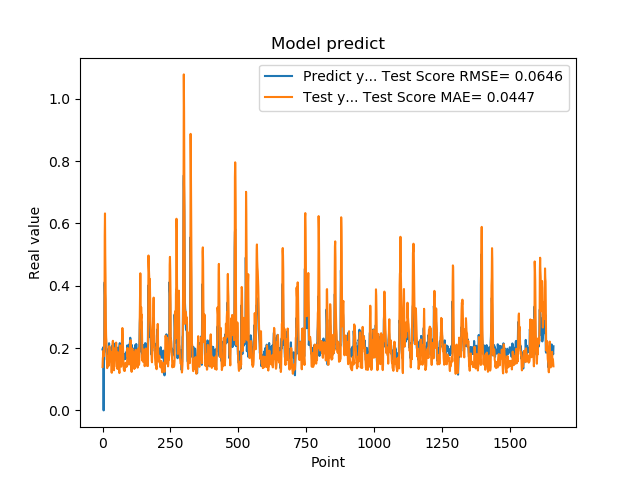 Model predict
Predict y... Test Score RMSE= 0.0646
Test y... Test Score MAE= 0.0447
Real value
1.0
0.8
0.6
0.4
0.2
0.0
0 250 500 750 1000 1250 1500
Point